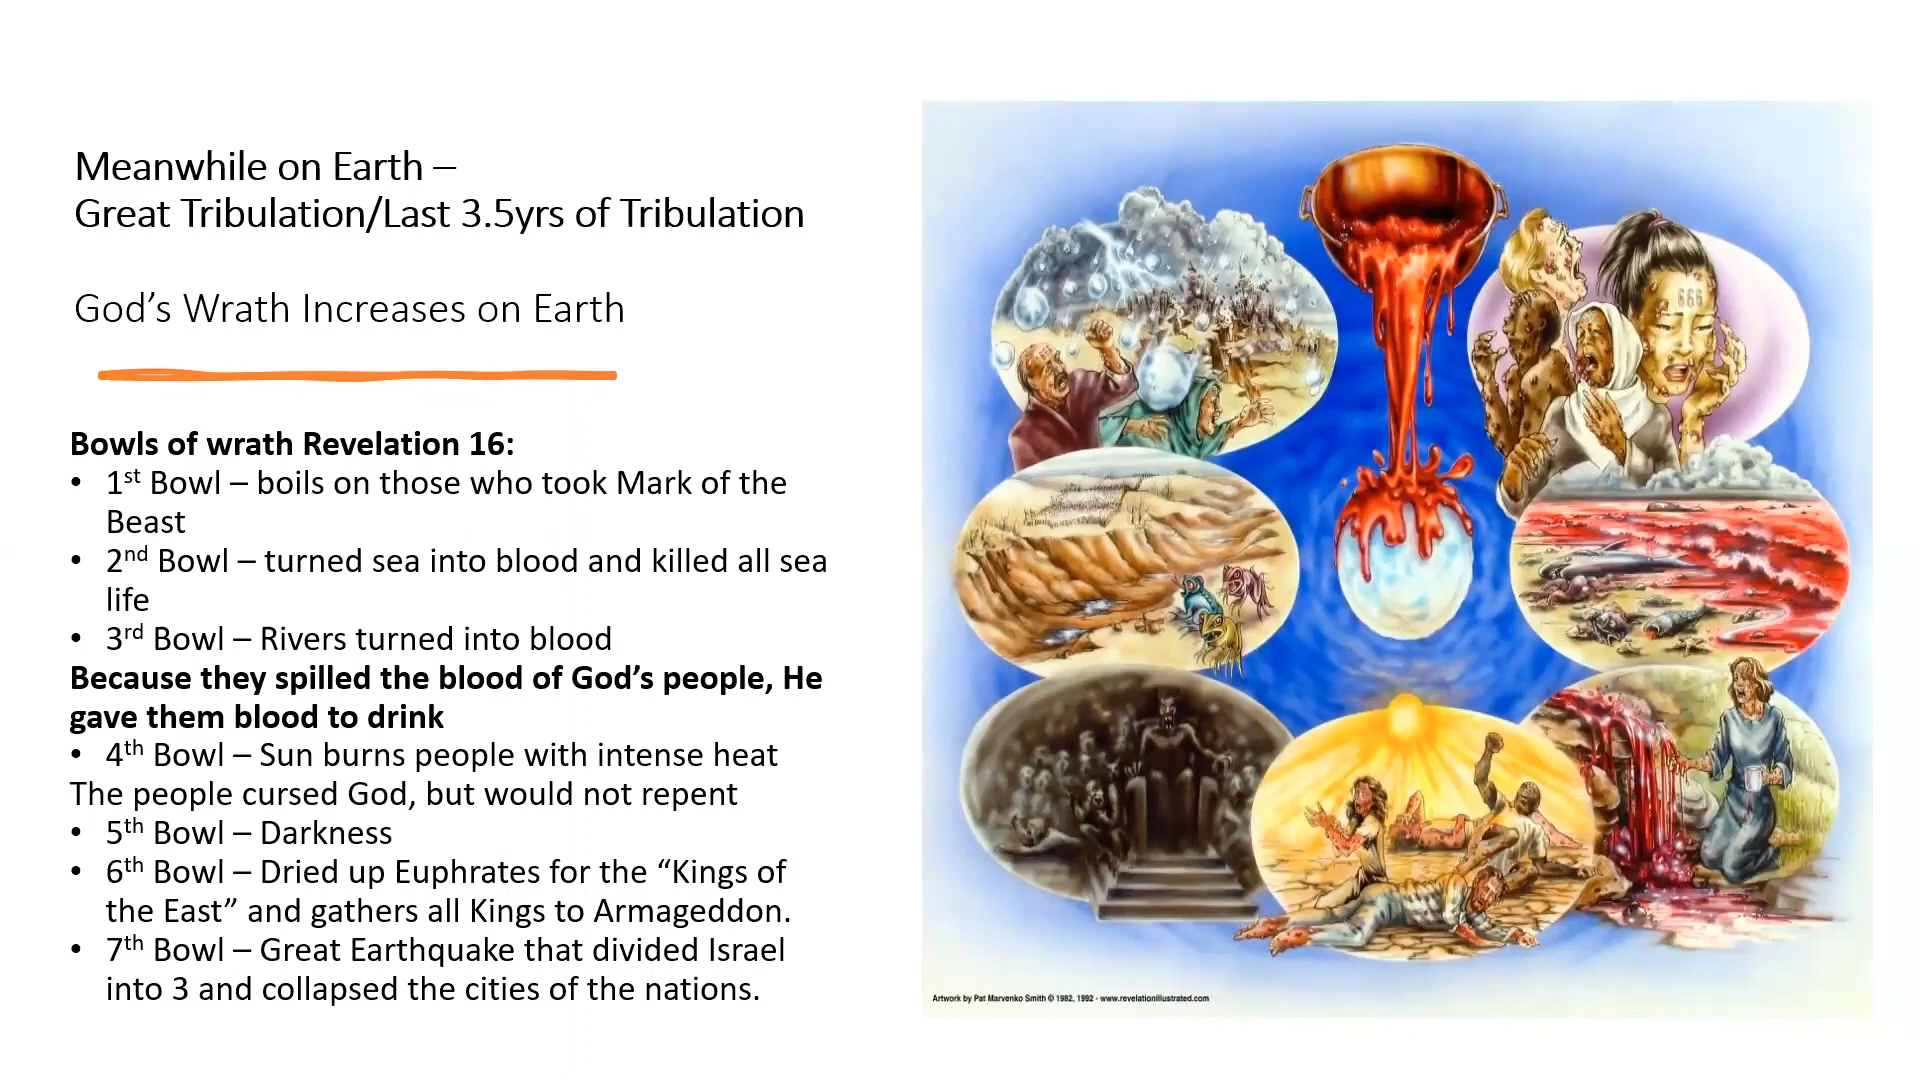 Meanwhile on Earth –
Great Tribulation/Last 3.5yrs of Tribulation
God’s Wrath Increases on Earth
Bowls of wrath Revelation 16:
• 1st Bowl – boils on those who took Mark of the
Beast
• 2nd Bowl – turned sea into blood and killed all sea
life
• 3rd Bowl – Rivers turned into blood
Because they spilled the blood of God’s people, He
gave them blood to drink
• 4th Bowl – Sun burns people with intense heat
The people cursed God, but would not repent
• 5th Bowl – Darkness
• 6th Bowl – Dried up Euphrates for the “Kings of
the East” and gathers all Kings to Armageddon.
• 7th Bowl – Great Earthquake that divided Israel
into 3 and collapsed the cities of the nations.
666
Artwork by Pat Marvenko Smith © 1982, 1992 - www.revelationillustrated.com